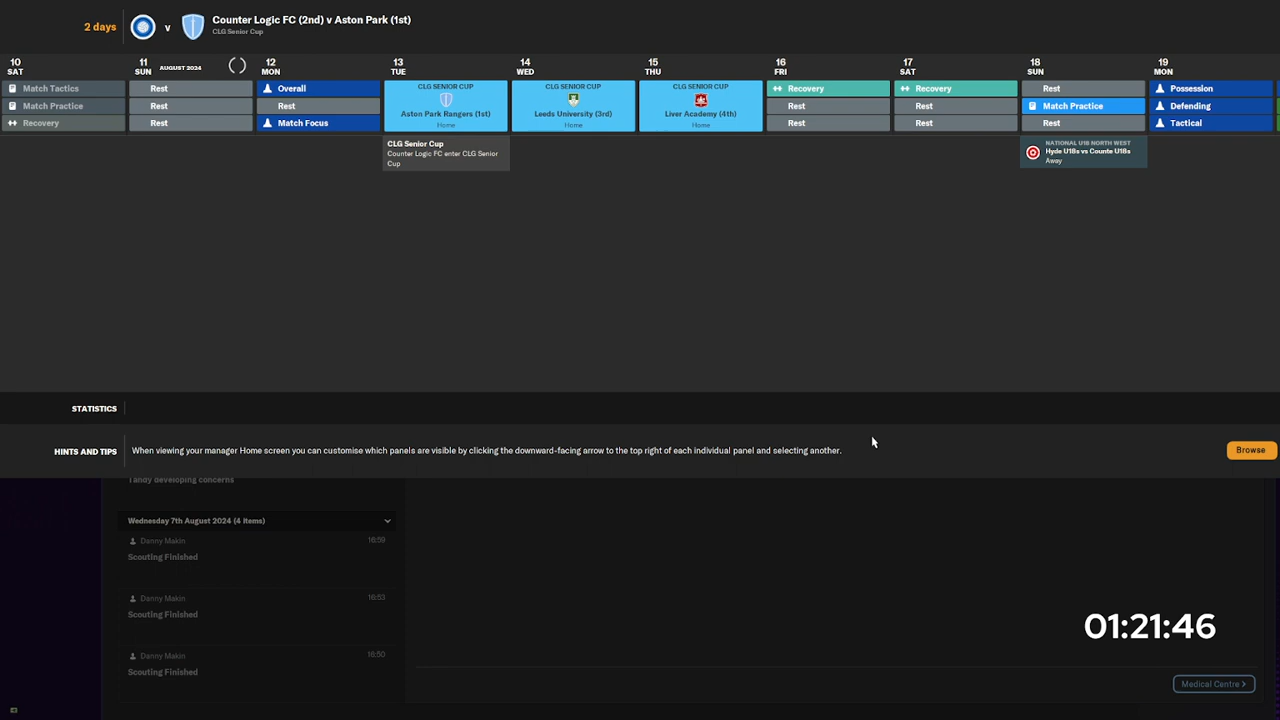 2 days
v
Counter Logic FC (2nd) v Aston Park (1st)
CLG Senior Cup
10
SAT
11
SUN
AUGUST 2024
12
MON
13
TUE
14
WED
15
THU
16
FRI
17
SAT
18
SUN
19
MON
Match Tactics
Match Practice
Recovery
Rest
Rest
Rest
Overall
Rest
Match Focus
CLG SENIOR CUP
Aston Park Rangers (1st)
Home
CLG SENIOR CUP
Leeds University (3rd)
Home
CLG SENIOR CUP
Liver Academy (4th)
Home
Recovery
Rest
Rest
Recovery
Rest
Rest
Rest
Match Practice
Rest
Possession
Defending
Tactical
CLG Senior Cup
Counter Logic FC enter CLG Senior
Cup
NATIONAL U18 NORTH WEST
Hyde U18s vs Counte U18s
Away
STATISTICS
HINTS AND TIPS
When viewing your manager Home screen you can customise which panels are visible by clicking the downward-facing arrow to the top right of each individual panel and selecting another.
Browse
Tandy developing concerns
Wednesday 7th August 2024 (4 Items)
Danny Makin
16:59
Scouting Finished
Danny Makin
16:53
Scouting Finished
Danny Makin
16:50
Scouting Finished
01:21:46
Medical Centre >